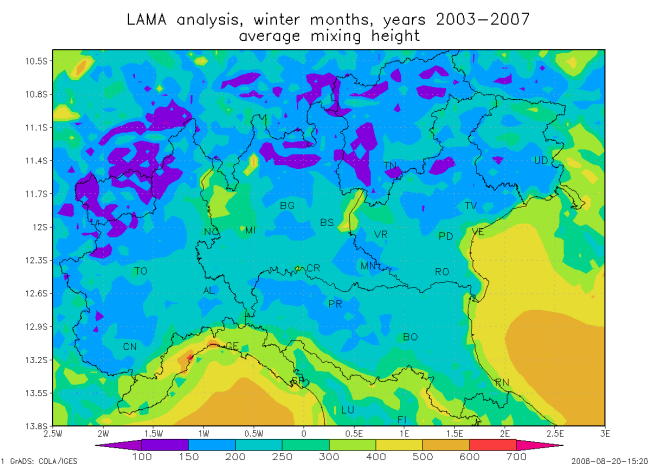 LAMA analysis, winter months, years 2003-2007
average mixing height
10.5S
10.8S
11.1S
11.4S
11.7S
12S
12.3S
12.6S
12.9S
13.2S
13.5S
13.8S
TN
UD
BG
BS
TV
NO
MI
VR
PD
VE
TO
CR
MN
RO
AL
PR
CN
GE
BO
SP
RN
LU
FI
2.5W
2W
1.5W
1W
0.5W
0
0.5E
1E
1.5E
2E
2.5E
3E
100 150 200 250 300 400 500 600 700
GrADS: COLA/IGES
2008-08-20-15:20